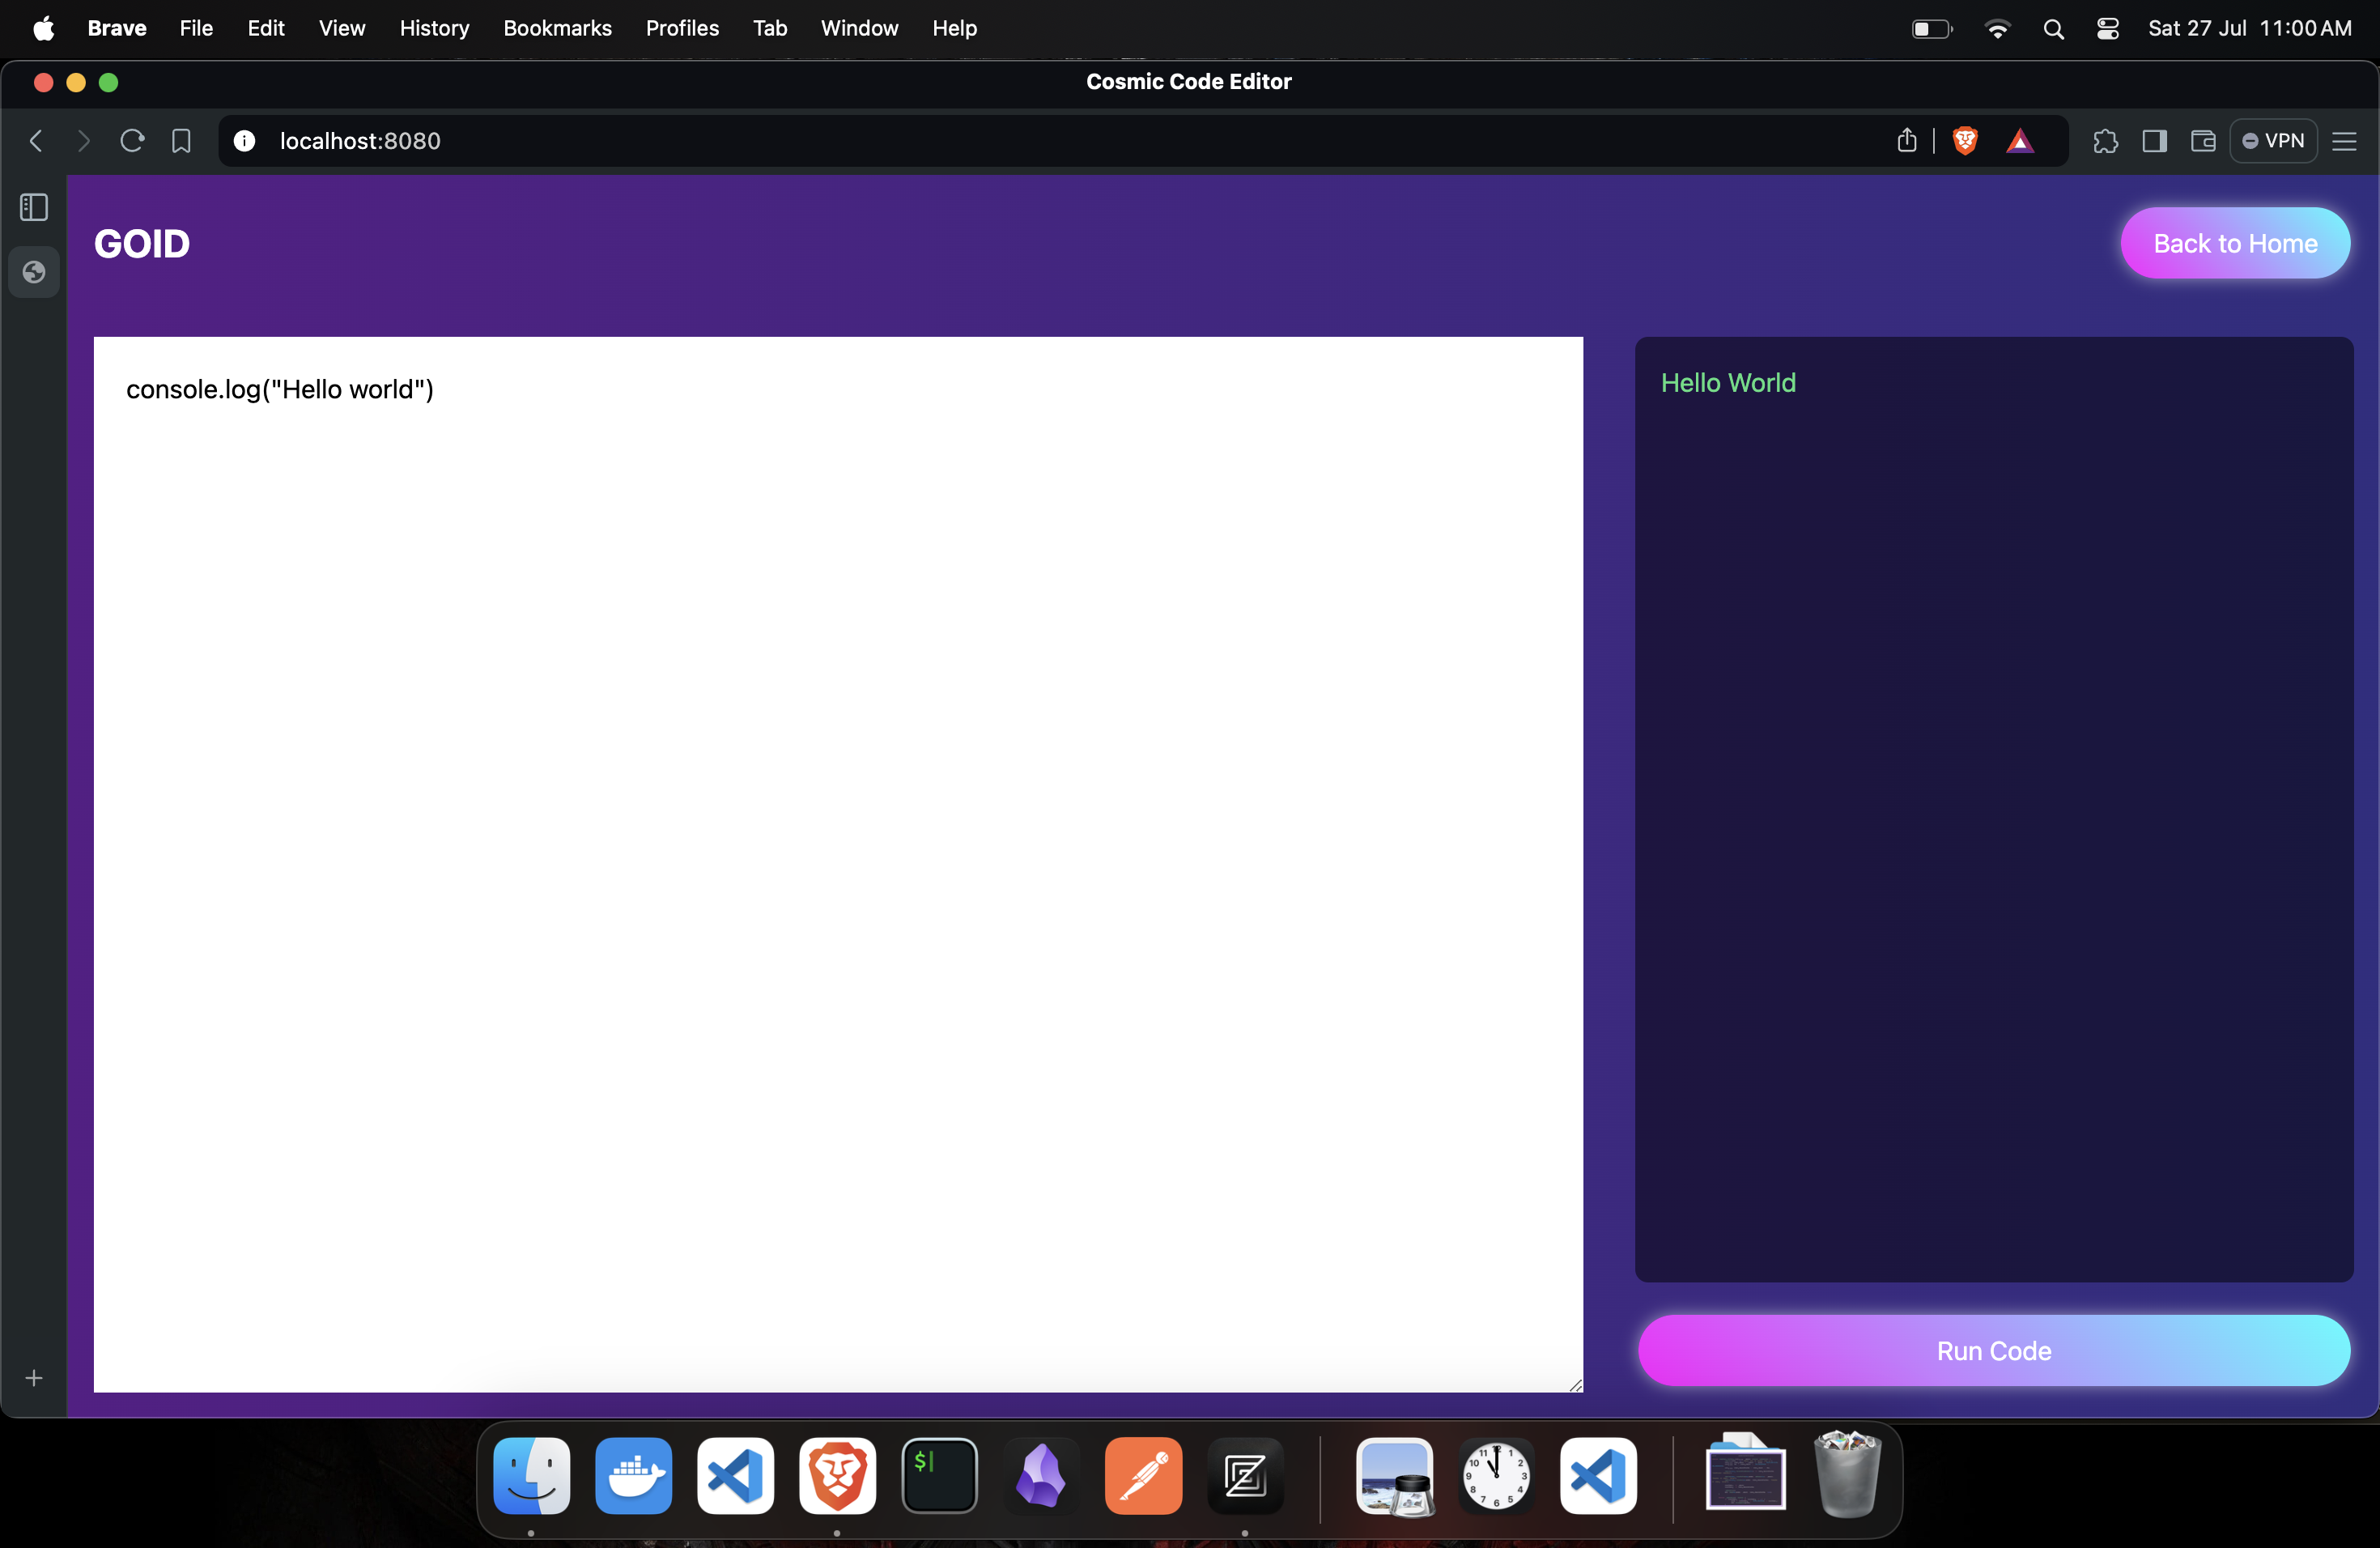 Brave File Edit View History Bookmarks Profiles Tab Window Help Sat 27 Jul 11:00 AM
Cosmic Code Editor
localhost:8080 VPN
GOID Back to Home
console.log("Hello world") Hello World
Run Code
$